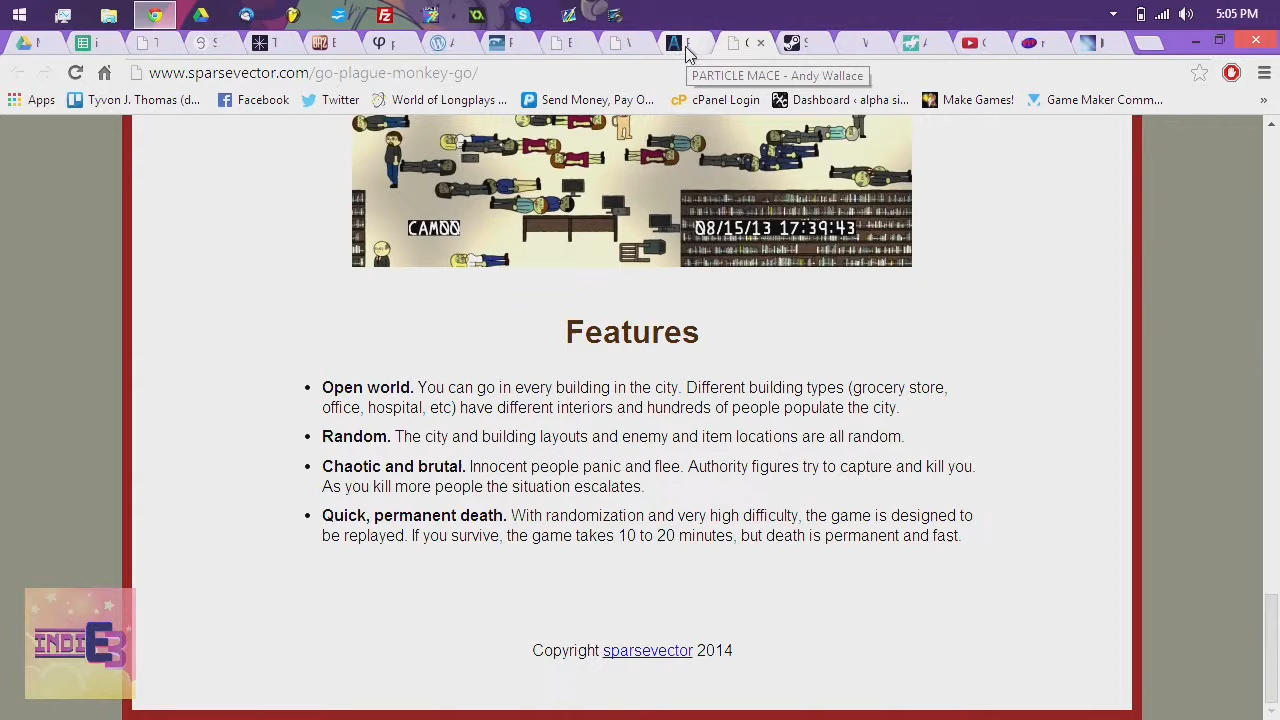 5:05 PM
www.sparsevector.com/go-plague-monkey-go/
PARTICLE MACE - Andy Wallace
Apps
Tyvon J. Thomas (d...
Facebook
Twitter
World of Longplays ...
Send Money, Pay O...
cPanel Login
Dashboard ‹ alpha si...
Make Games!
Game Maker Comm...
CAM00
08/15/13 17:39:43
Features
• Open world. You can go in every building in the city. Different building types (grocery store,
office, hospital, etc) have different interiors and hundreds of people populate the city.
• Random. The city and building layouts and enemy and item locations are all random.
• Chaotic and brutal. Innocent people panic and flee. Authority figures try to capture and kill you.
As you kill more people the situation escalates.
• Quick, permanent death. With randomization and very high difficulty, the game is designed to
be replayed. If you survive, the game takes 10 to 20 minutes, but death is permanent and fast.
INDIE3
Copyright sparsevector 2014